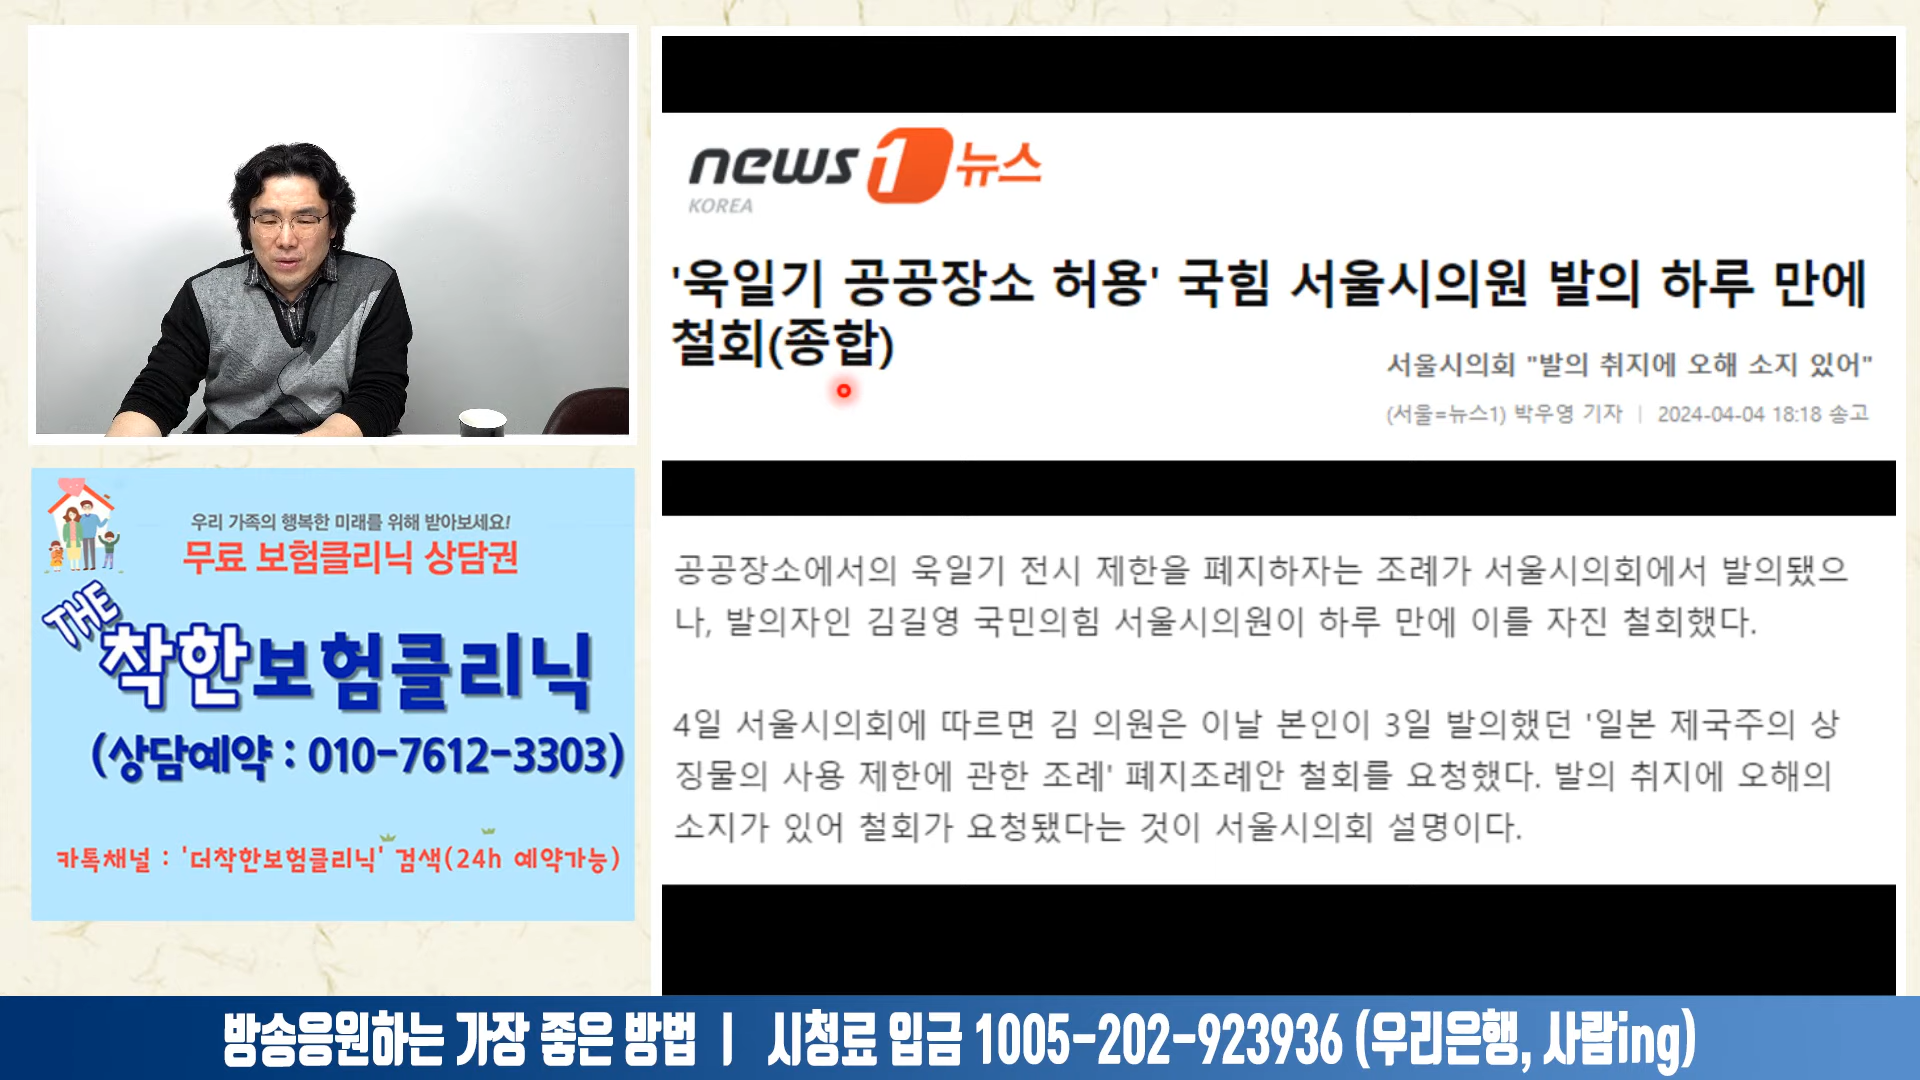 news1뉴스
KOREA
'욱일기 공공장소 허용' 국힘 서울시의원 발의 하루 만에
철회(종합)
서울시의회 "발의 취지에 오해 소지 있어"
(서울=뉴스1) 박우영 기자 | 2024-04-04 18:18 송고
공공장소에서의 욱일기 전시 제한을 폐지하자는 조례가 서울시의회에서 발의됐으
나, 발의자인 김길영 국민의힘 서울시의원이 하루 만에 이를 자진 철회했다.
4일 서울시의회에 따르면 김 의원은 이날 본인이 3일 발의했던 '일본 제국주의 상
징물의 사용 제한에 관한 조례' 폐지조례안 철회를 요청했다. 발의 취지에 오해의
소지가 있어 철회가 요청됐다는 것이 서울시의회 설명이다.
우리 가족의 행복한 미래를 위해 받아보세요!
무료 보험클리닉 상담권
THE
착한보험클리닉
(상담예약 : 010-7612-3303)
카톡채널 : '더착한보험클리닉' 검색(24h 예약가능)
방송응원하는 가장 좋은 방법 | 시청료 입금 1005-202-923936 (우리은행, 사람ing)